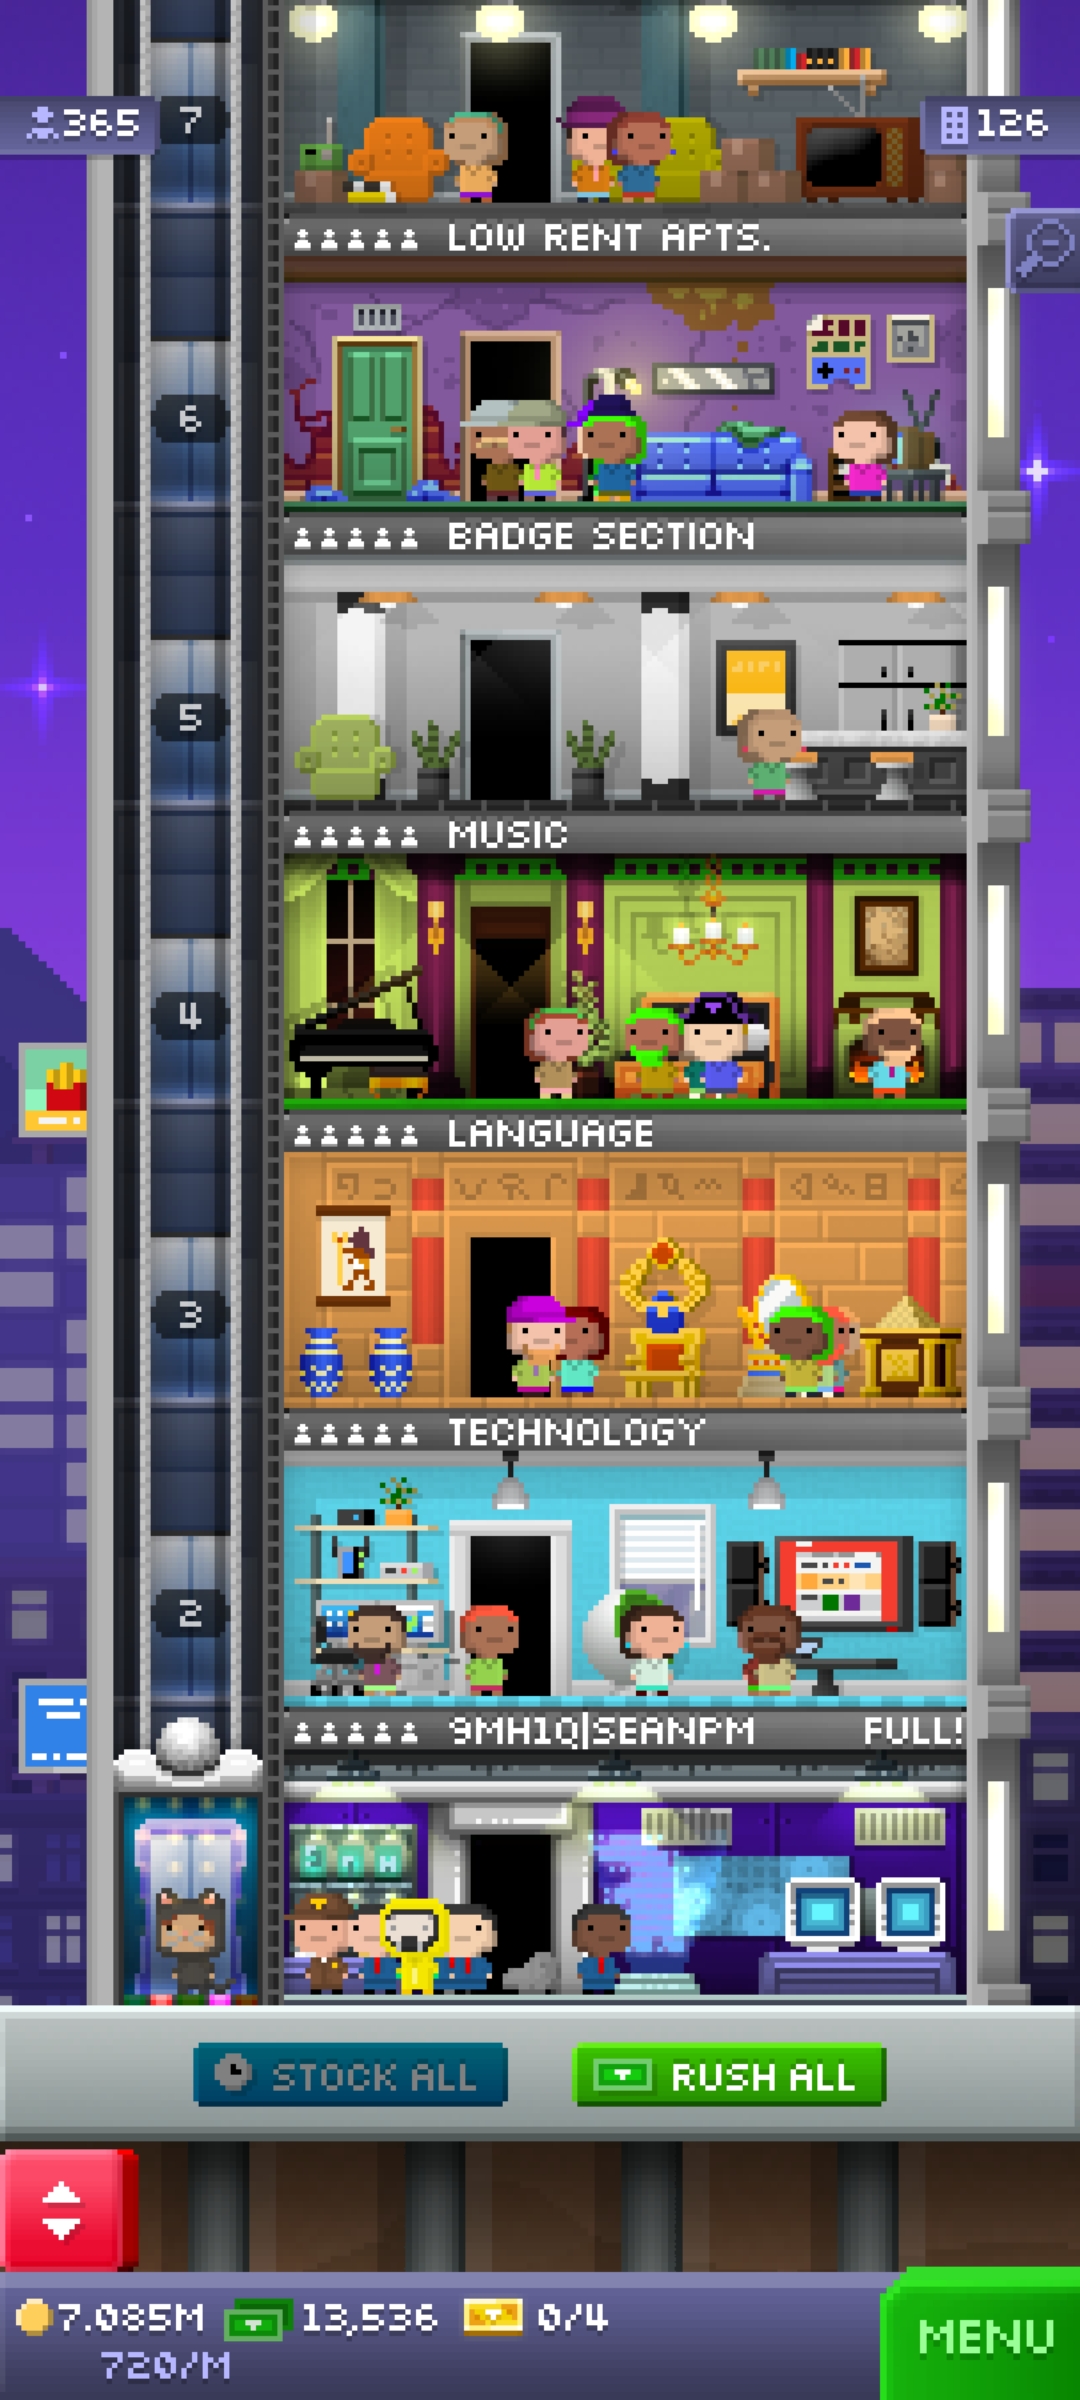 365
7
126
LOW RENT APTS.
6
BADGE SECTION
5
MUSIC
4
LANGUAGE
3
TECHNOLOGY
2
9MH1Q|SEANPM FULL!
STOCK ALL
RUSH ALL
7.085M 13,536 0/4
720/M
MENU